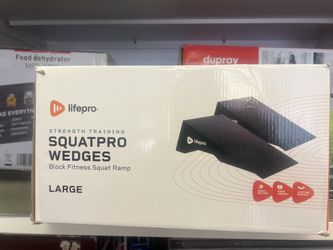 Food dehydrator
dupray
lifepro
STRENGTH TRAINING
SQUATPRO
WEDGES
Block Fitness Squat Ramp
LARGE
lifepro